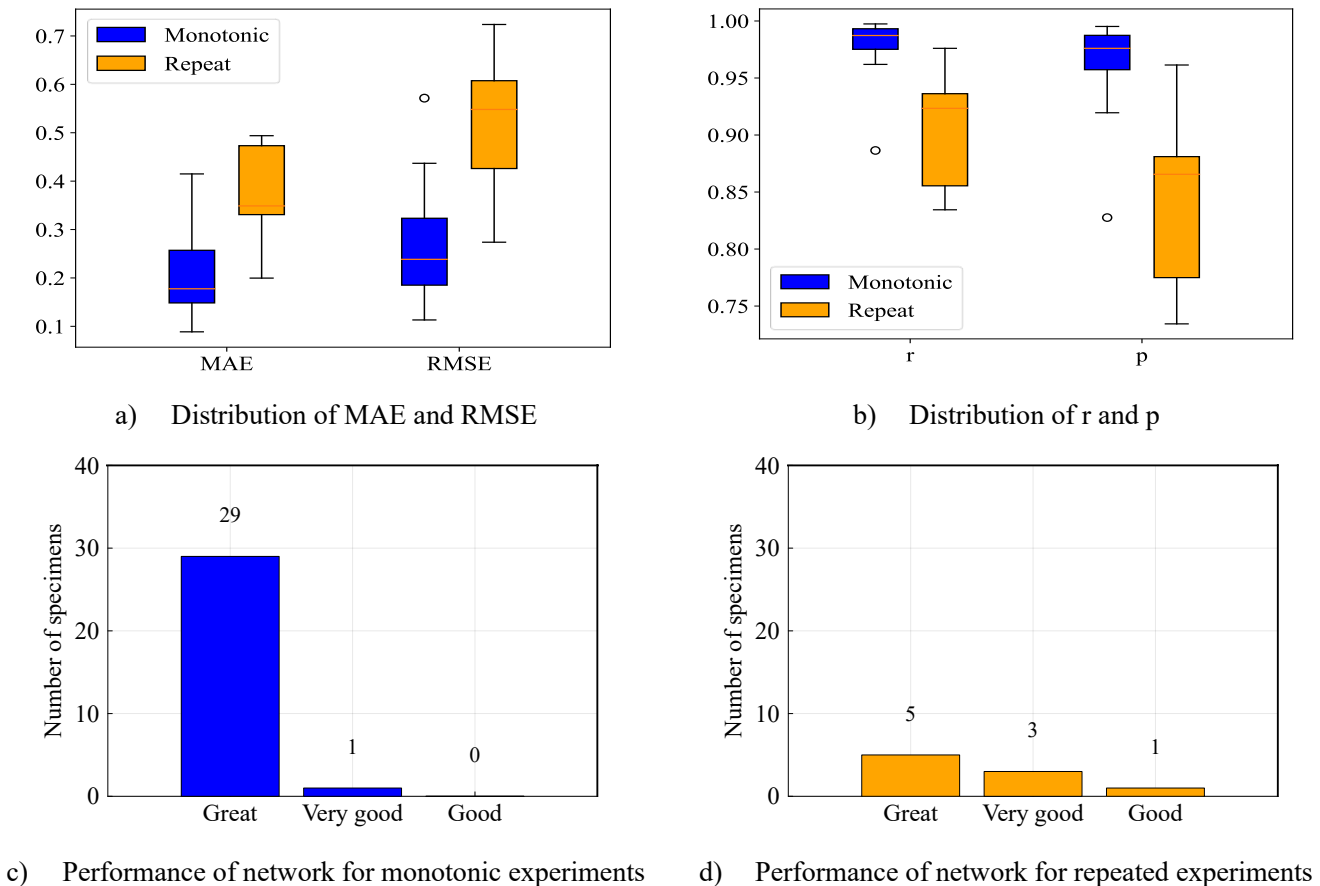 0.7
0.6
0.5
0.4
0.3
0.2
0.1
Monotonic
Repeat
MAE RMSE
a) Distribution of MAE and RMSE
1.00
0.95
0.90
0.85
0.80
0.75
Monotonic
Repeat
r p
b) Distribution of r and p
Number of specimens
40
30
20
10
0
29
1
0
Great Very good Good
c) Performance of network for monotonic experiments
Number of specimens
40
30
20
10
0
5
3
1
Great Very good Good
d) Performance of network for repeated experiments